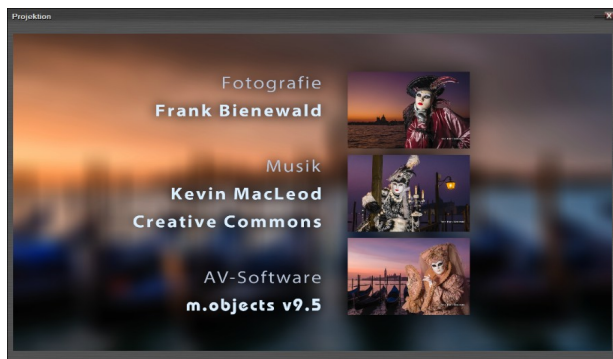 Projektion
Fotografie
Frank Bienewald
Musik
Kevin MacLeod
Creative Commons
AV-Software
m.objects v9.5